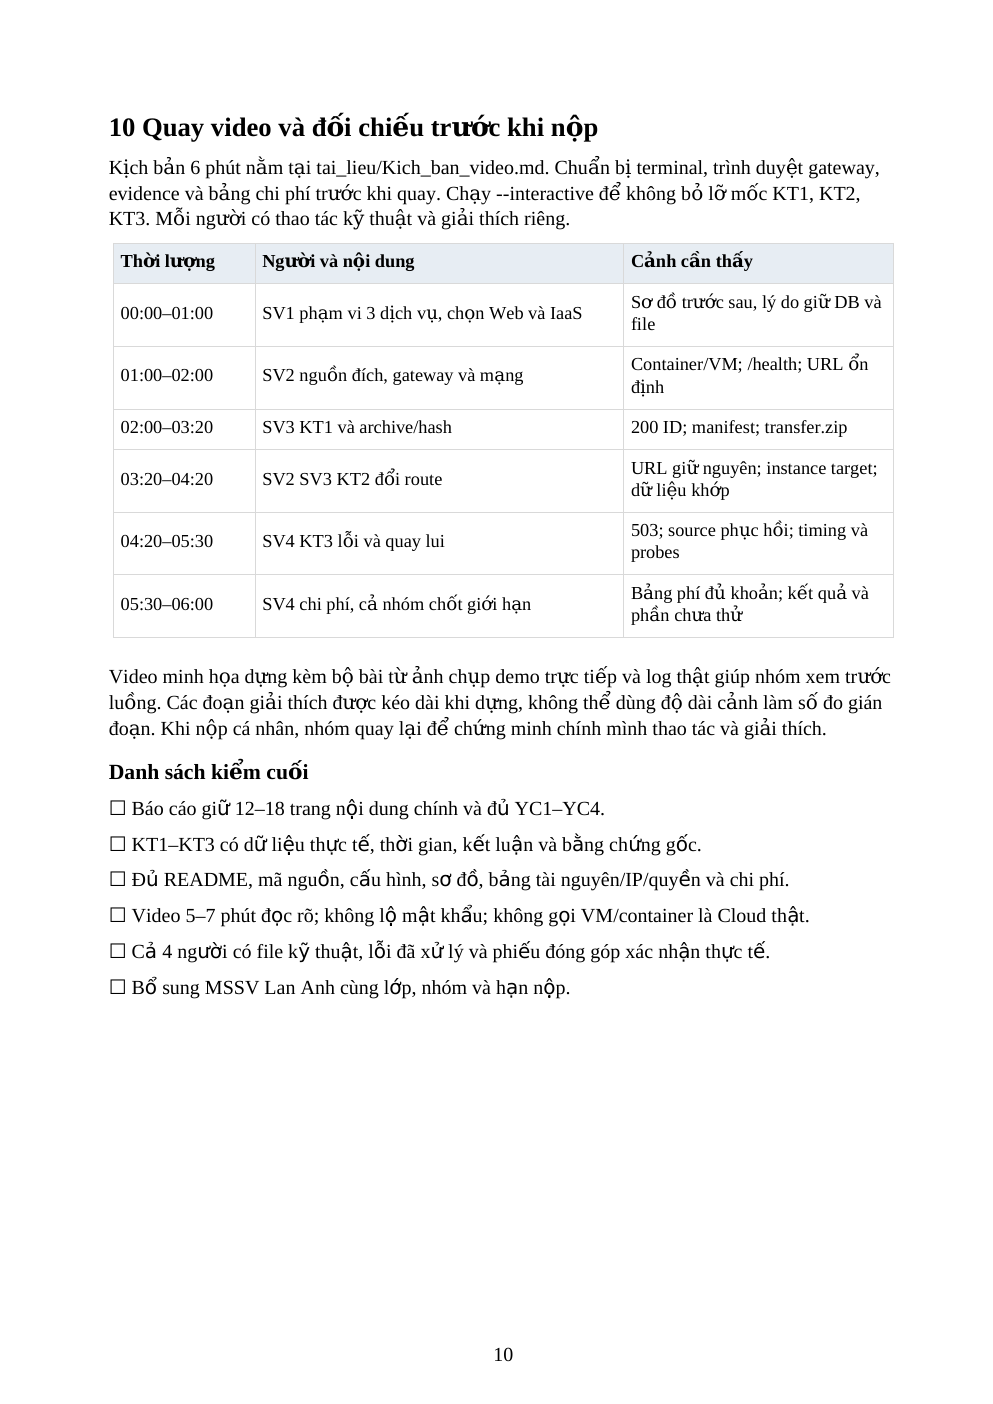 10 Quay video và đối chiếu trước khi nộp
Kịch bản 6 phút nằm tại tai_lieu/Kich_ban_video.md. Chuẩn bị terminal, trình duyệt gateway,
evidence và bảng chi phí trước khi quay. Chạy --interactive để không bỏ lỡ mốc KT1, KT2,
KT3. Mỗi người có thao tác kỹ thuật và giải thích riêng.
Thời lượng Người và nội dung Cảnh cần thấy
00:00–01:00 SV1 phạm vi 3 dịch vụ, chọn Web và IaaS Sơ đồ trước sau, lý do giữ DB và
file
01:00–02:00 SV2 nguồn đích, gateway và mạng Container/VM; /health; URL ổn
định
02:00–03:20 SV3 KT1 và archive/hash 200 ID; manifest; transfer.zip
03:20–04:20 SV2 SV3 KT2 đổi route URL giữ nguyên; instance target;
dữ liệu khớp
04:20–05:30 SV4 KT3 lỗi và quay lui 503; source phục hồi; timing và
probes
05:30–06:00 SV4 chi phí, cả nhóm chốt giới hạn Bảng phí đủ khoản; kết quả và
phần chưa thử
Video minh họa dựng kèm bộ bài từ ảnh chụp demo trực tiếp và log thật giúp nhóm xem trước
luồng. Các đoạn giải thích được kéo dài khi dựng, không thể dùng độ dài cảnh làm số đo gián
đoạn. Khi nộp cá nhân, nhóm quay lại để chứng minh chính mình thao tác và giải thích.
Danh sách kiểm cuối
☐ Báo cáo giữ 12–18 trang nội dung chính và đủ YC1–YC4.
☐ KT1–KT3 có dữ liệu thực tế, thời gian, kết luận và bằng chứng gốc.
☐ Đủ README, mã nguồn, cấu hình, sơ đồ, bảng tài nguyên/IP/quyền và chi phí.
☐ Video 5–7 phút đọc rõ; không lộ mật khẩu; không gọi VM/container là Cloud thật.
☐ Cả 4 người có file kỹ thuật, lỗi đã xử lý và phiếu đóng góp xác nhận thực tế.
☐ Bổ sung MSSV Lan Anh cùng lớp, nhóm và hạn nộp.
10